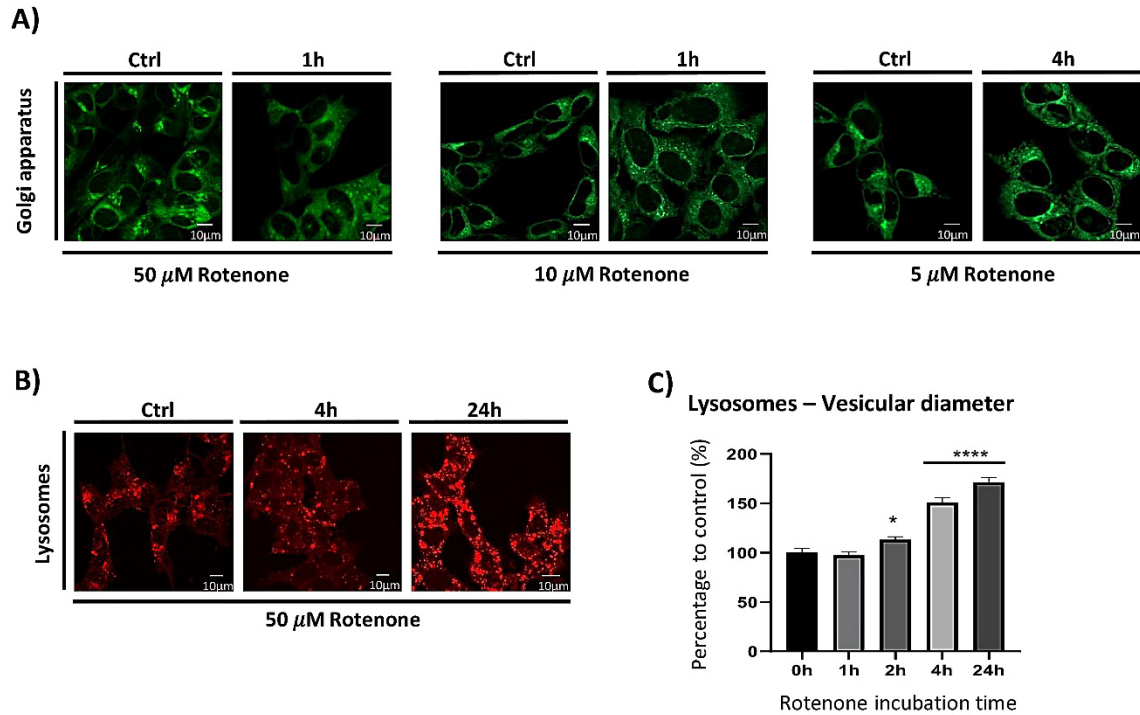 A)
Ctrl 1h Ctrl 1h Ctrl 4h
Golgi apparatus
10μm 10μm 10μm 10μm 10μm 10μm
50 μM Rotenone 10 μM Rotenone 5 μM Rotenone
B)
Ctrl 4h 24h
Lysosomes
10μm 10μm 10μm
50 μM Rotenone
C)
Lysosomes – Vesicular diameter
Percentage to control (%)
200
150
100
50
0
* ****
0h 1h 2h 4h 24h
Rotenone incubation time